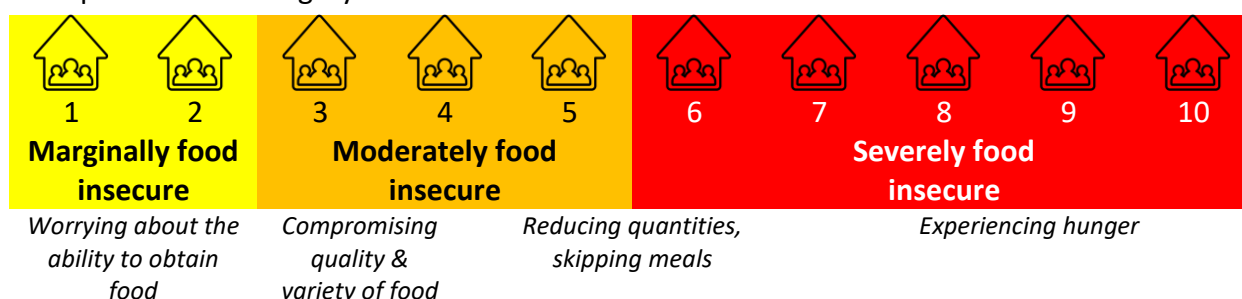 1 2 3 4 5 6 7 8 9 10
Marginally food Moderately food Severely food
insecure insecure insecure
Worrying about the Compromising Reducing quantities, Experiencing hunger
ability to obtain quality & skipping meals
food variety of food